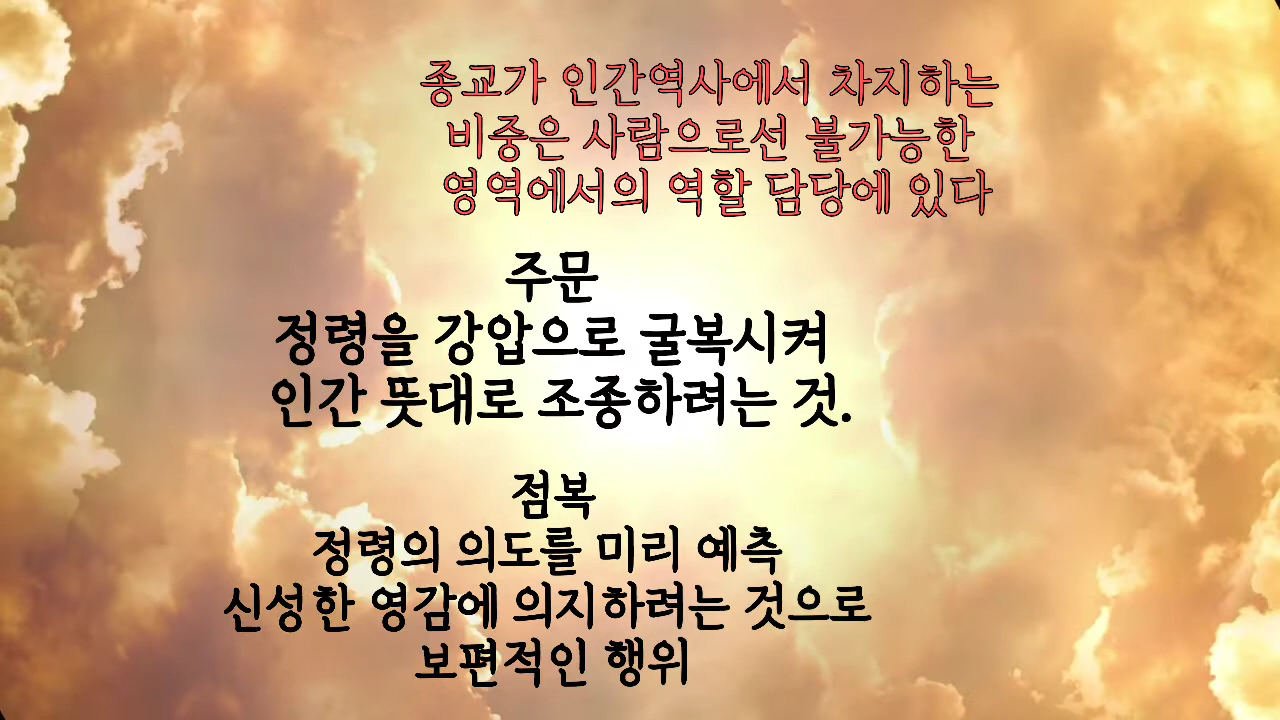 종교가 인간역사에서 차지하는
비중은 사람으로선 불가능한
영역에서의 역할 담당에 있다
주문
정령을 강압으로 굴복시켜
인간 뜻대로 조종하려는 것.
점복
정령의 의도를 미리 예측
신성한 영감에 의지하려는 것으로
보편적인 행위